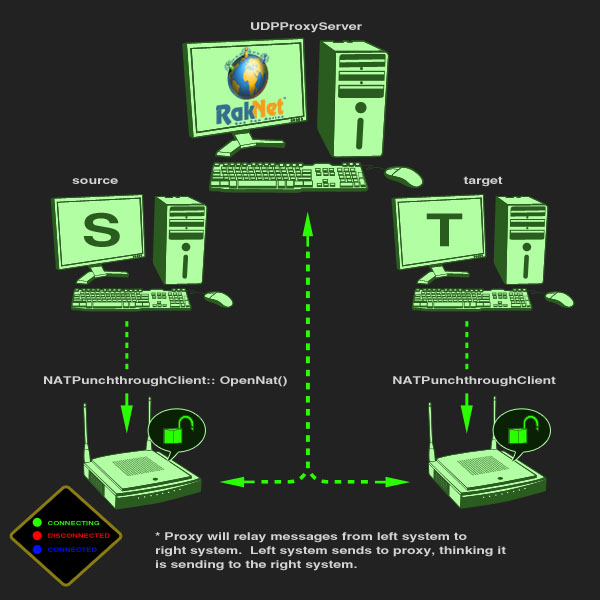 UDPProxyServer
RakNet
source
target
S
T
NATPunchthroughClient:: OpenNat()
NATPunchthroughClient
CONNECTING
DISCONNECTED
CONNECTED
* Proxy will relay messages from left system to
right system. Left system sends to proxy, thinking it
is sending to the right system.